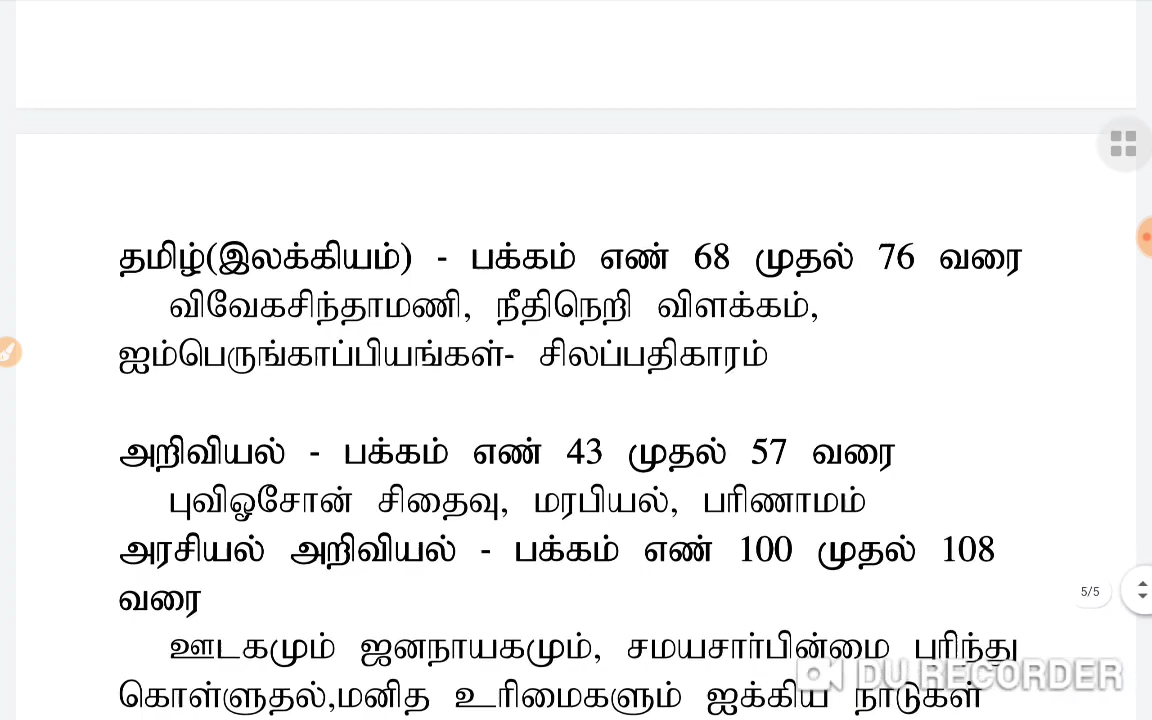 தமிழ்(இலக்கியம்) - பக்கம் எண் 68 முதல் 76 வரை
விவேகசிந்தாமணி, நீதிநெறி விளக்கம்,
ஐம்பெருங்காப்பியங்கள்- சிலப்பதிகாரம்
அறிவியல் - பக்கம் எண் 43 முதல் 57 வரை
புவிஓசோன் சிதைவு, மரபியல், பரிணாமம்
அரசியல் அறிவியல் - பக்கம் எண் 100 முதல் 108
வரை
5/5
ஊடகமும் ஜனநாயகமும், சமயசார்பின்மை புரிந்து
கொள்ளுதல்,மனித உரிமைகளும் ஐக்கிய நாடுகள்
DU RECORDER